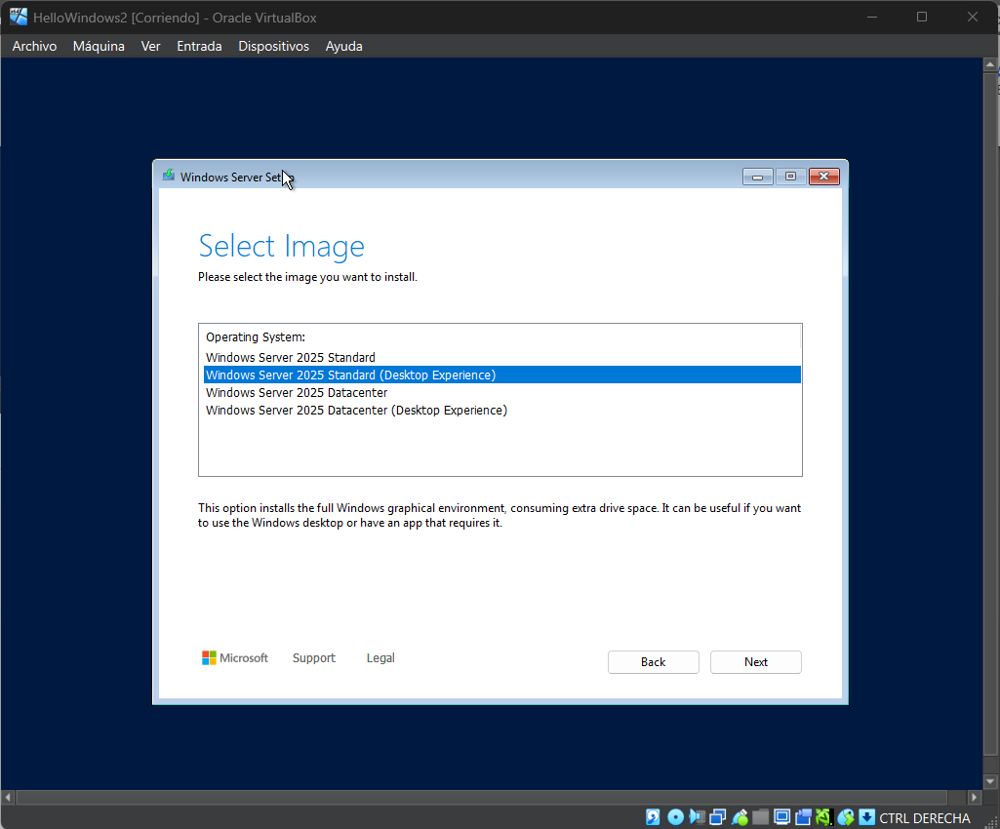 HelloWindows2 [Corriendo] - Oracle VirtualBox
Archivo Máquina Ver Entrada Dispositivos Ayuda
Windows Server Set
Select Image
Please select the image you want to install.
Operating System:
Windows Server 2025 Standard
Windows Server 2025 Standard (Desktop Experience)
Windows Server 2025 Datacenter
Windows Server 2025 Datacenter (Desktop Experience)
This option installs the full Windows graphical environment, consuming extra drive space. It can be useful if you want
to use the Windows desktop or have an app that requires it.
Microsoft Support Legal Back Next
CTRL DERECHA